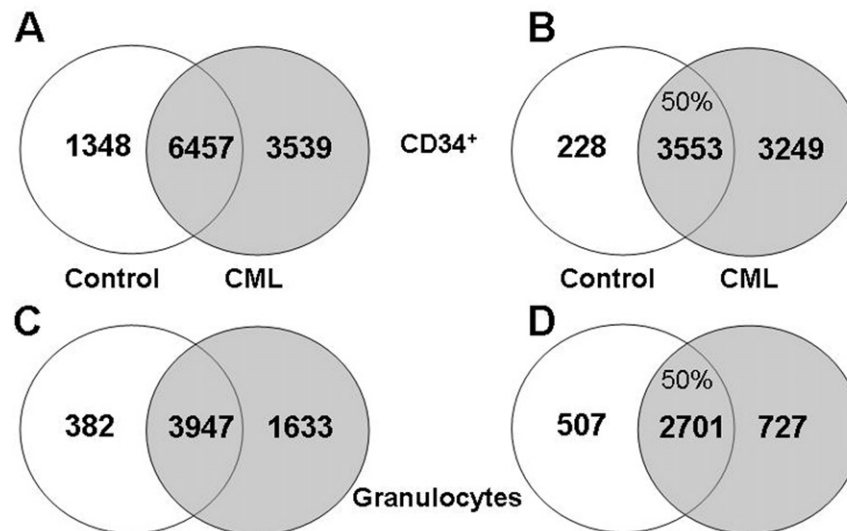 A
B
50%
1348 6457 3539
CD34⁺
228 3553 3249
Control CML
Control CML
C
D
50%
382 3947 1633
507 2701 727
Granulocytes